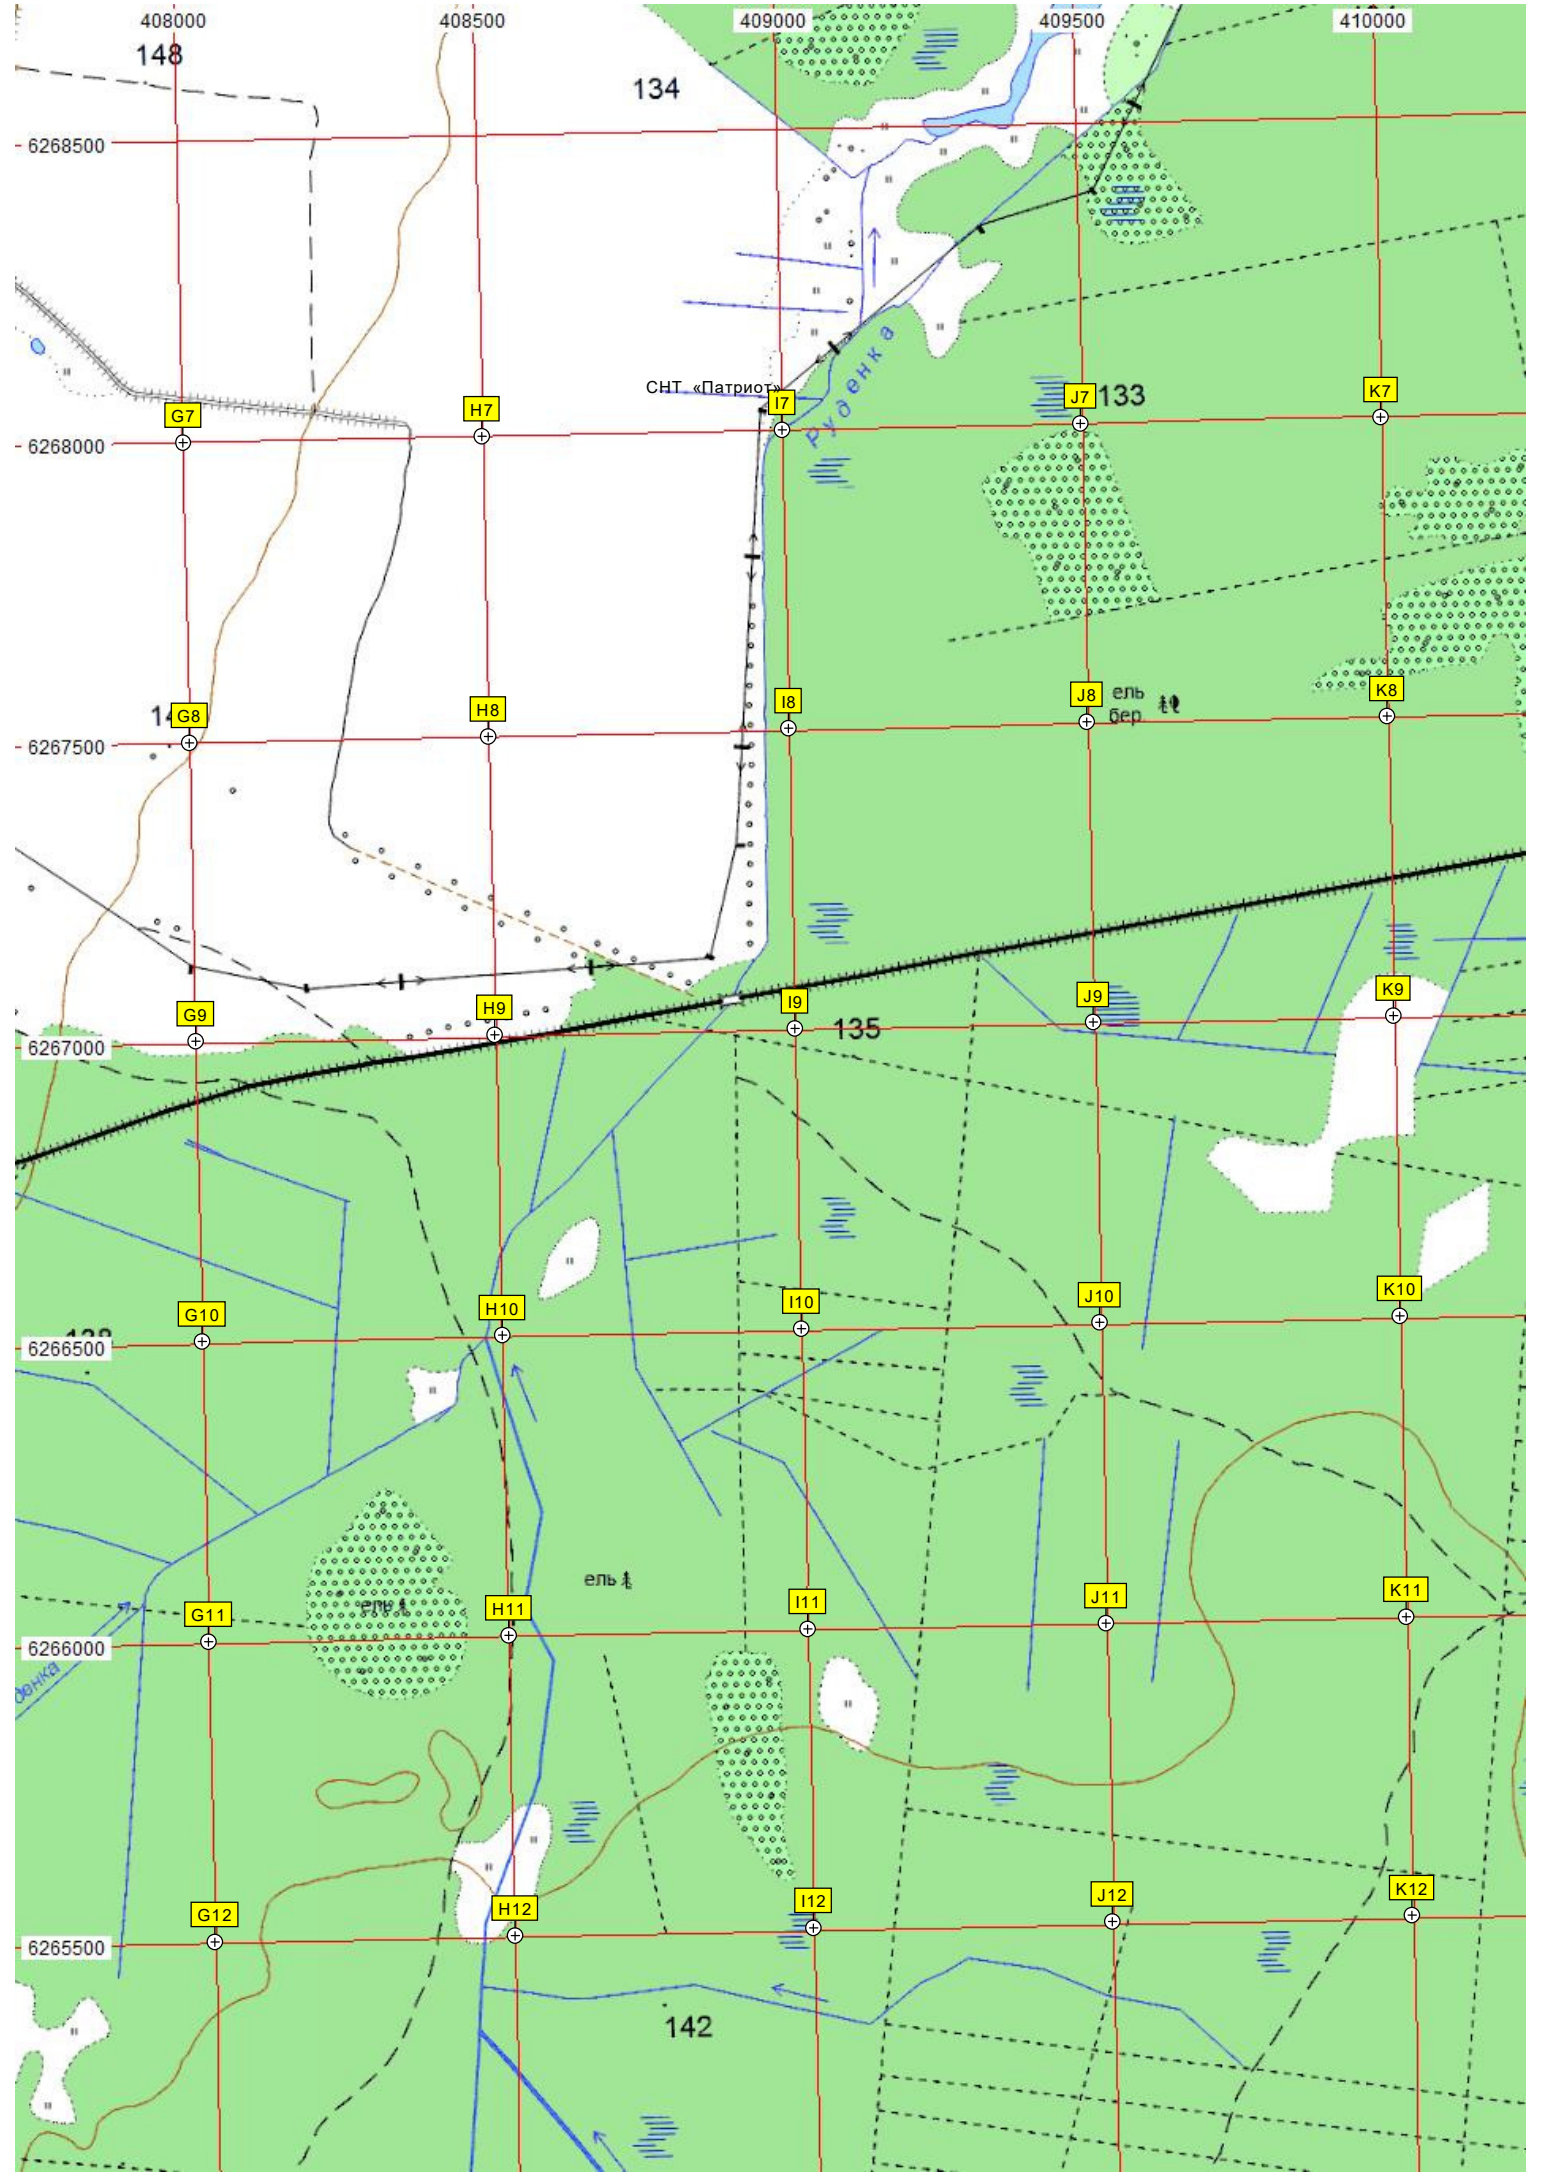 408000 408500 409000 409500 410000
148
134
6268500
СНТ «Патриот»
Руденка
133
G7 H7 I7 J7 K7
6268000
ель
бер.
G8 H8 I8 J8 K8
6267500
G9 H9 I9 J9 K9
135
6267000
G10 H10 I10 J10 K10
6266500
ель
ель
G11 H11 I11 J11 K11
6266000
денка
G12 H12 I12 J12 K12
6265500
142